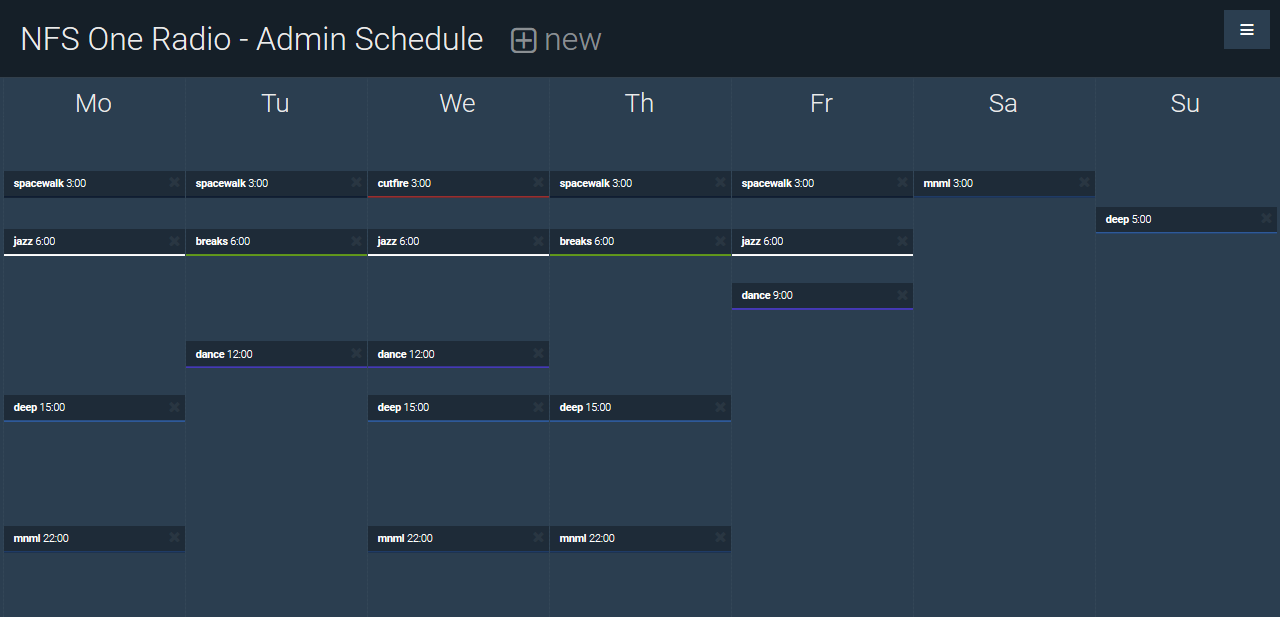 NFS One Radio - Admin Schedule new
Mo Tu We Th Fr Sa Su
spacewalk 3:00 spacewalk 3:00 cutfire 3:00 spacewalk 3:00 spacewalk 3:00 mnml 3:00
deep 5:00
jazz 6:00 breaks 6:00 jazz 6:00 breaks 6:00 jazz 6:00
dance 9:00
dance 12:00 dance 12:00
deep 15:00 deep 15:00 deep 15:00
mnml 22:00 mnml 22:00 mnml 22:00